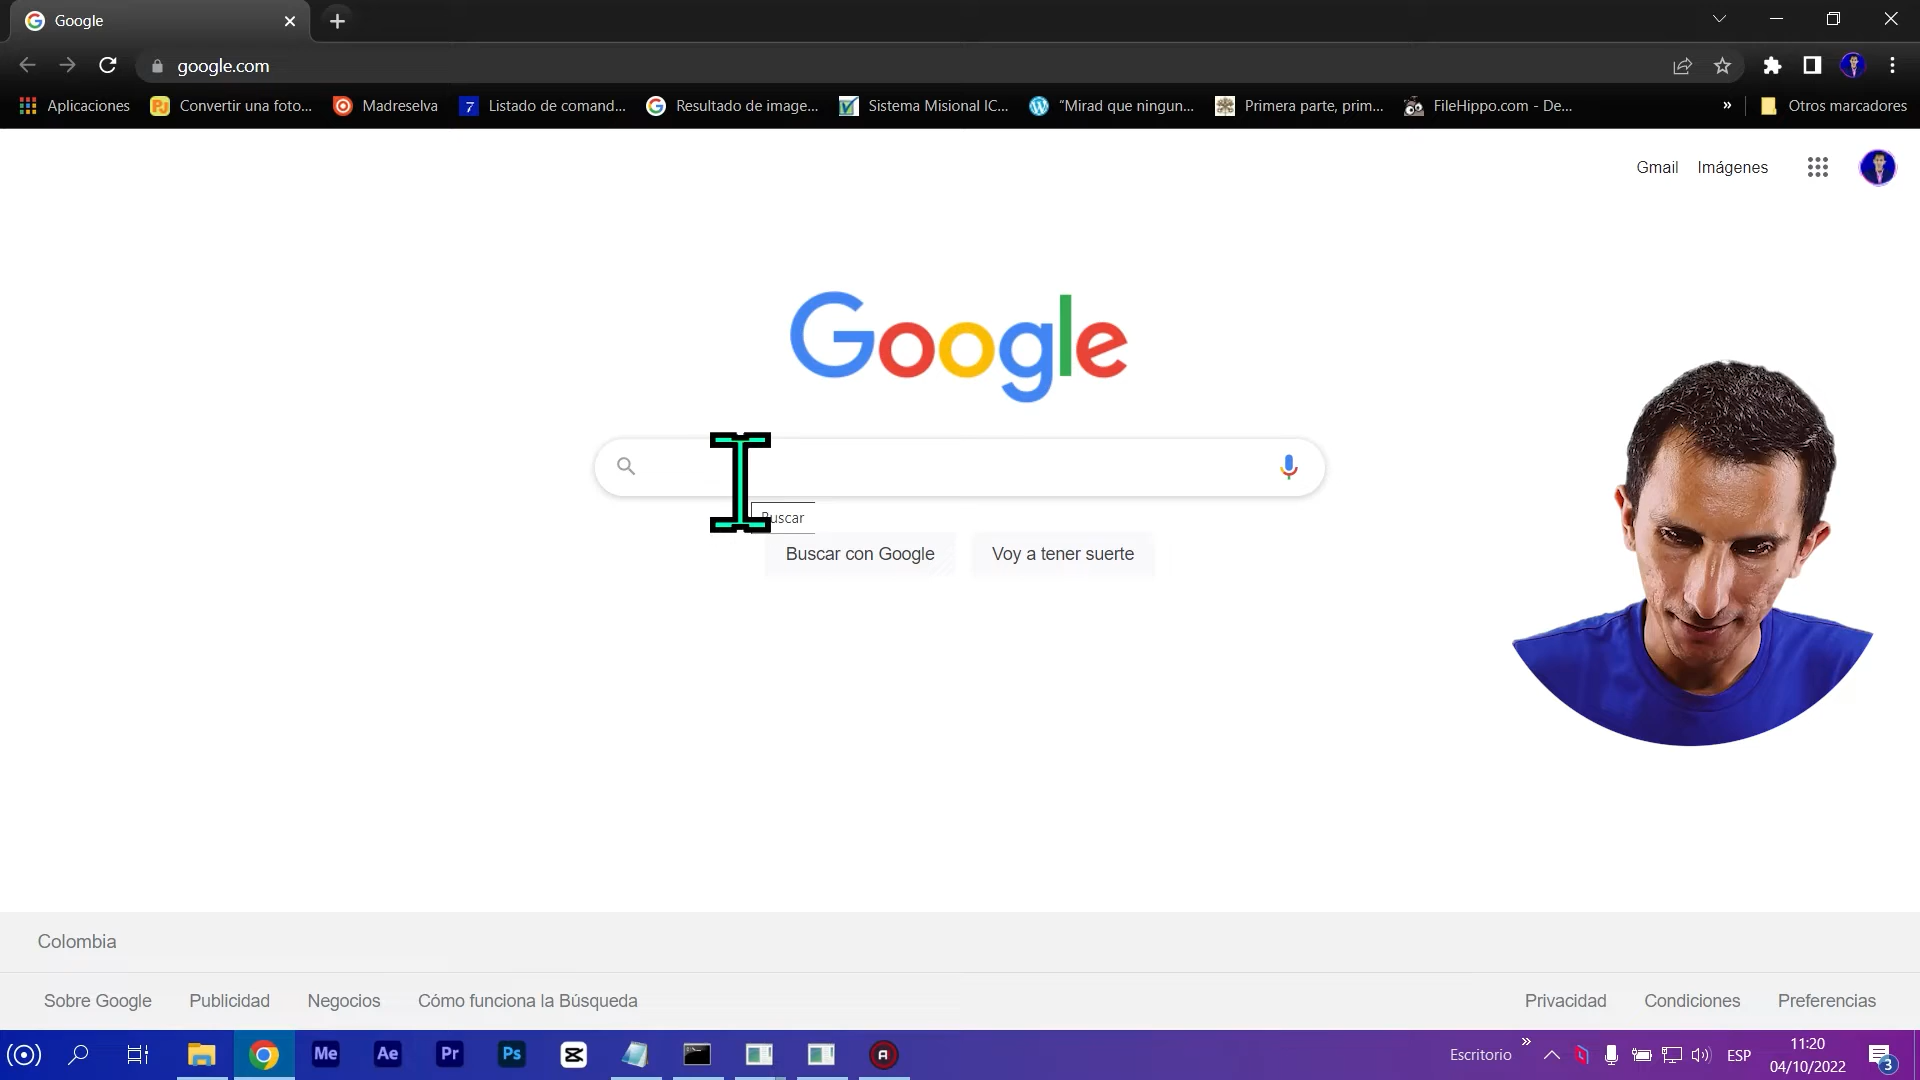 Google
google.com
Aplicaciones
Convertir una foto...
Madreselva
7 Listado de comand...
Resultado de image...
Sistema Misional IC...
“Mirad que ningun...
Primera parte, prim...
FileHippo.com - De...
»
Otros marcadores
Gmail Imágenes
Google
Buscar
Buscar con Google Voy a tener suerte
Colombia
Sobre Google Publicidad Negocios Cómo funciona la Búsqueda Privacidad Condiciones Preferencias
Me Ae Pr Ps Escritorio » ESP 11:20
04/10/2022 3